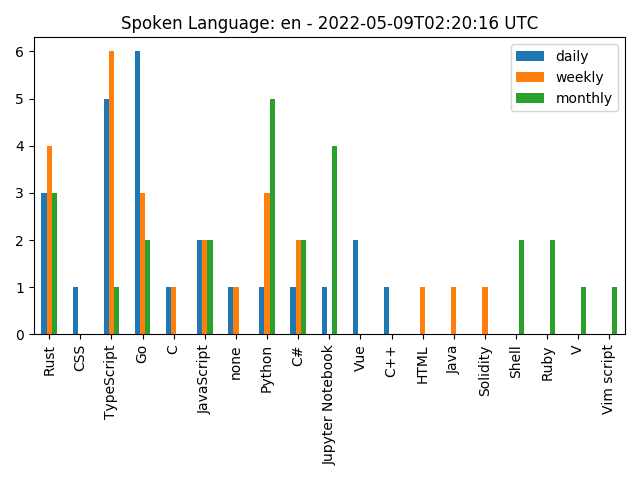 Spoken Language: en - 2022-05-09T02:20:16 UTC
daily
weekly
monthly
6
5
4
3
2
1
0
Rust
CSS
TypeScript
Go
C
JavaScript
none
Python
C#
Jupyter Notebook
Vue
C++
HTML
Java
Solidity
Shell
Ruby
V
Vim script